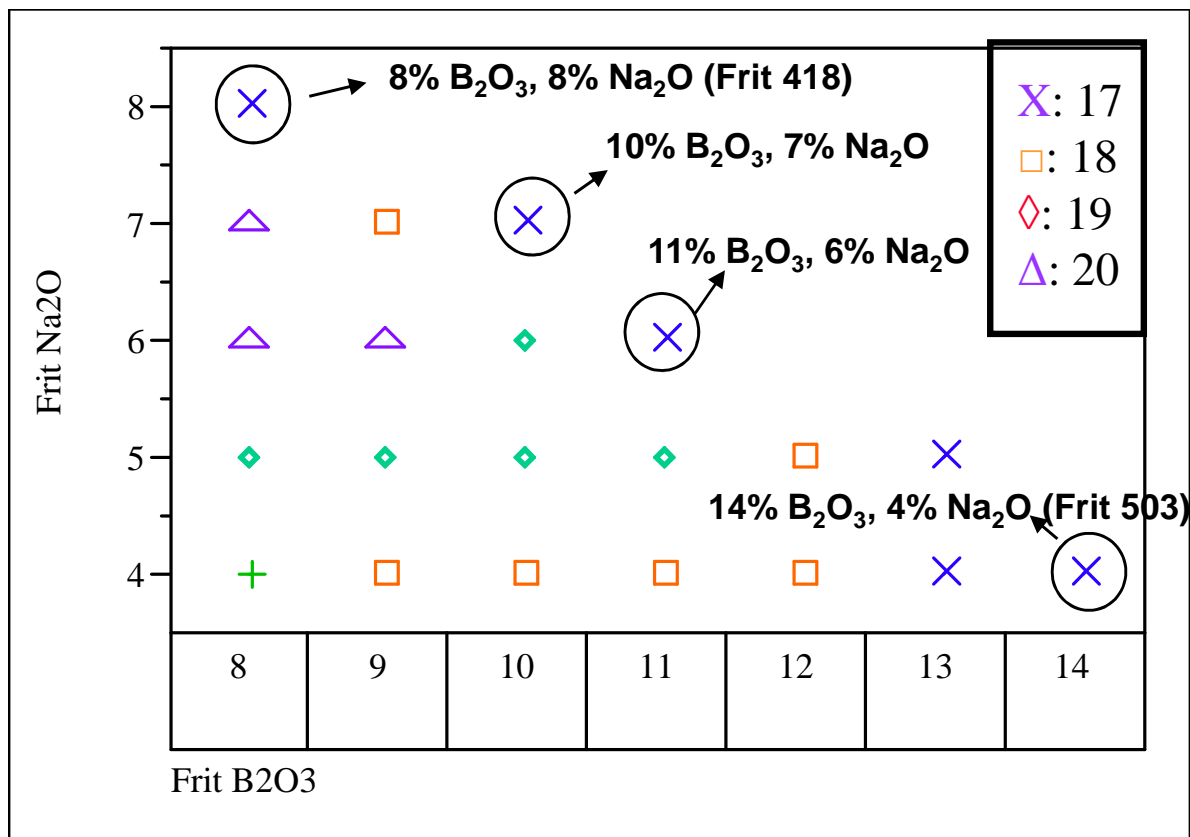 8% B₂O₃, 8% Na₂O (Frit 418)
10% B₂O₃, 7% Na₂O
11% B₂O₃, 6% Na₂O
14% B₂O₃, 4% Na₂O (Frit 503)
X: 17
□: 18
◊: 19
Δ: 20
Frit Na2O
8
7
6
5
4
8 9 10 11 12 13 14
Frit B2O3